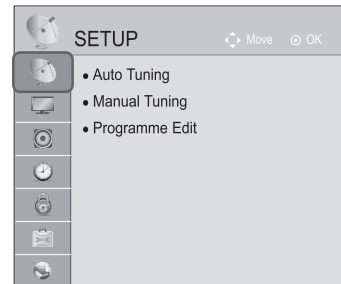 SETUP
Move OK
• Auto Tuning
• Manual Tuning
• Programme Edit